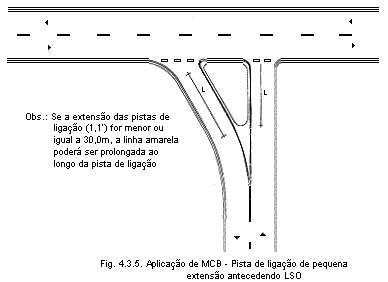 L
L
Obs.: Se a extensão das pistas de
ligação (1,1') for menor ou
igual a 30,0m, a linha amarela
poderá ser prolongada ao
longo da pista de ligação
Fig. 4.3.5. Aplicação de MCB - Pista de ligação de pequena
extensão antecedendo LSO